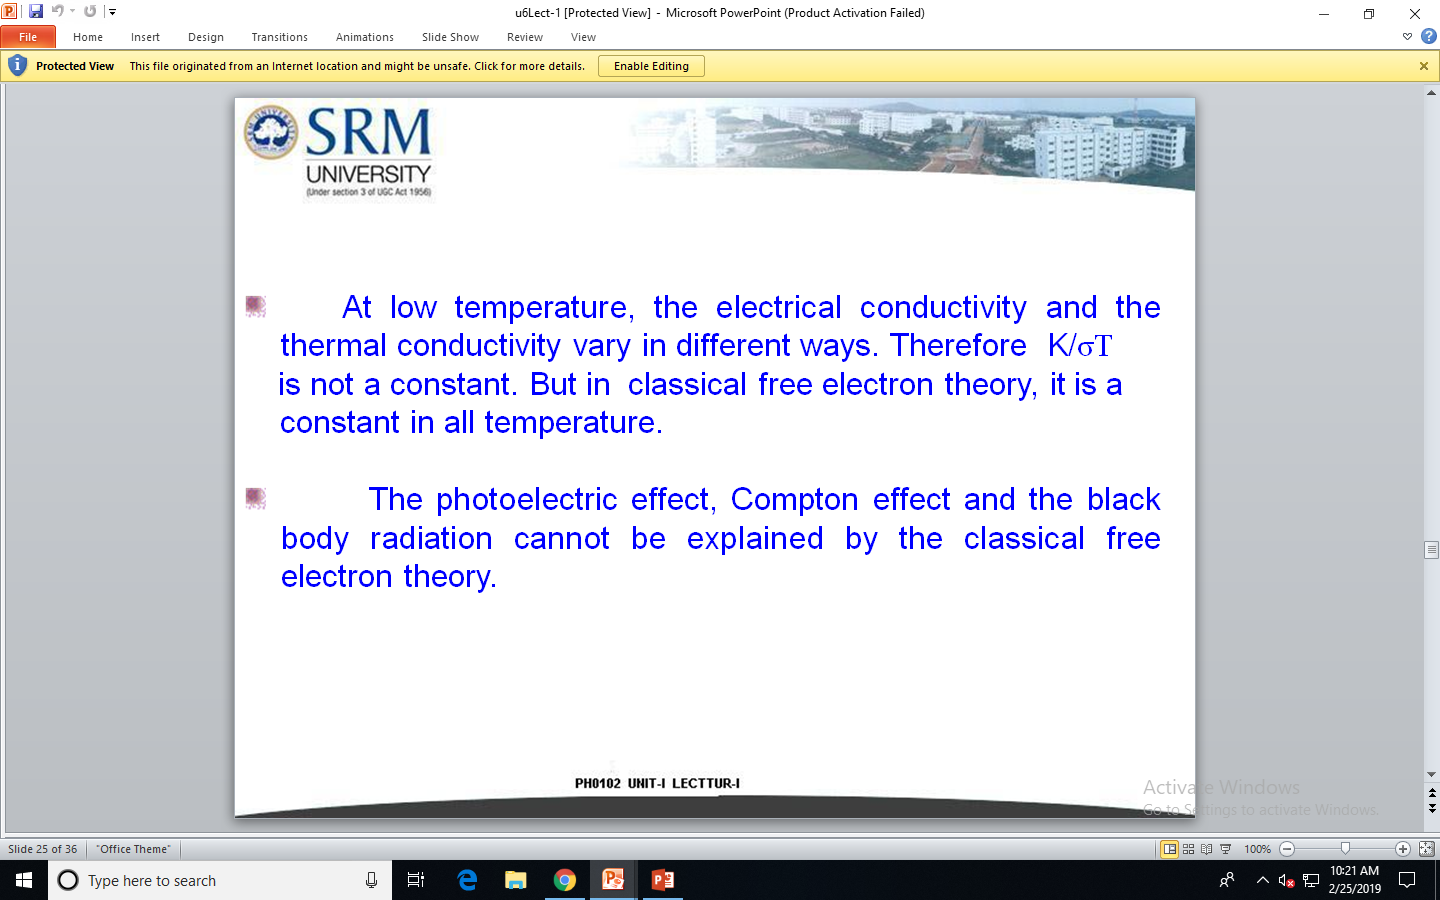 u6Lect-1 [Protected View] - Microsoft PowerPoint (Product Activation Failed)
File Home Insert Design Transitions Animations Slide Show Review View
Protected View This file originated from an Internet location and might be unsafe. Click for more details. Enable Editing
SRM
UNIVERSITY
(Under section 3 of UGC Act 1956)
At low temperature, the electrical conductivity and the
thermal conductivity vary in different ways. Therefore K/σT
is not a constant. But in classical free electron theory, it is a
constant in all temperature.
The photoelectric effect, Compton effect and the black
body radiation cannot be explained by the classical free
electron theory.
PH0102 UNIT-I LECTTUR-I
Activate Windows
Go to Settings to activate Windows.
Slide 25 of 36 "Office Theme" 100%
Type here to search
10:21 AM
2/25/2019